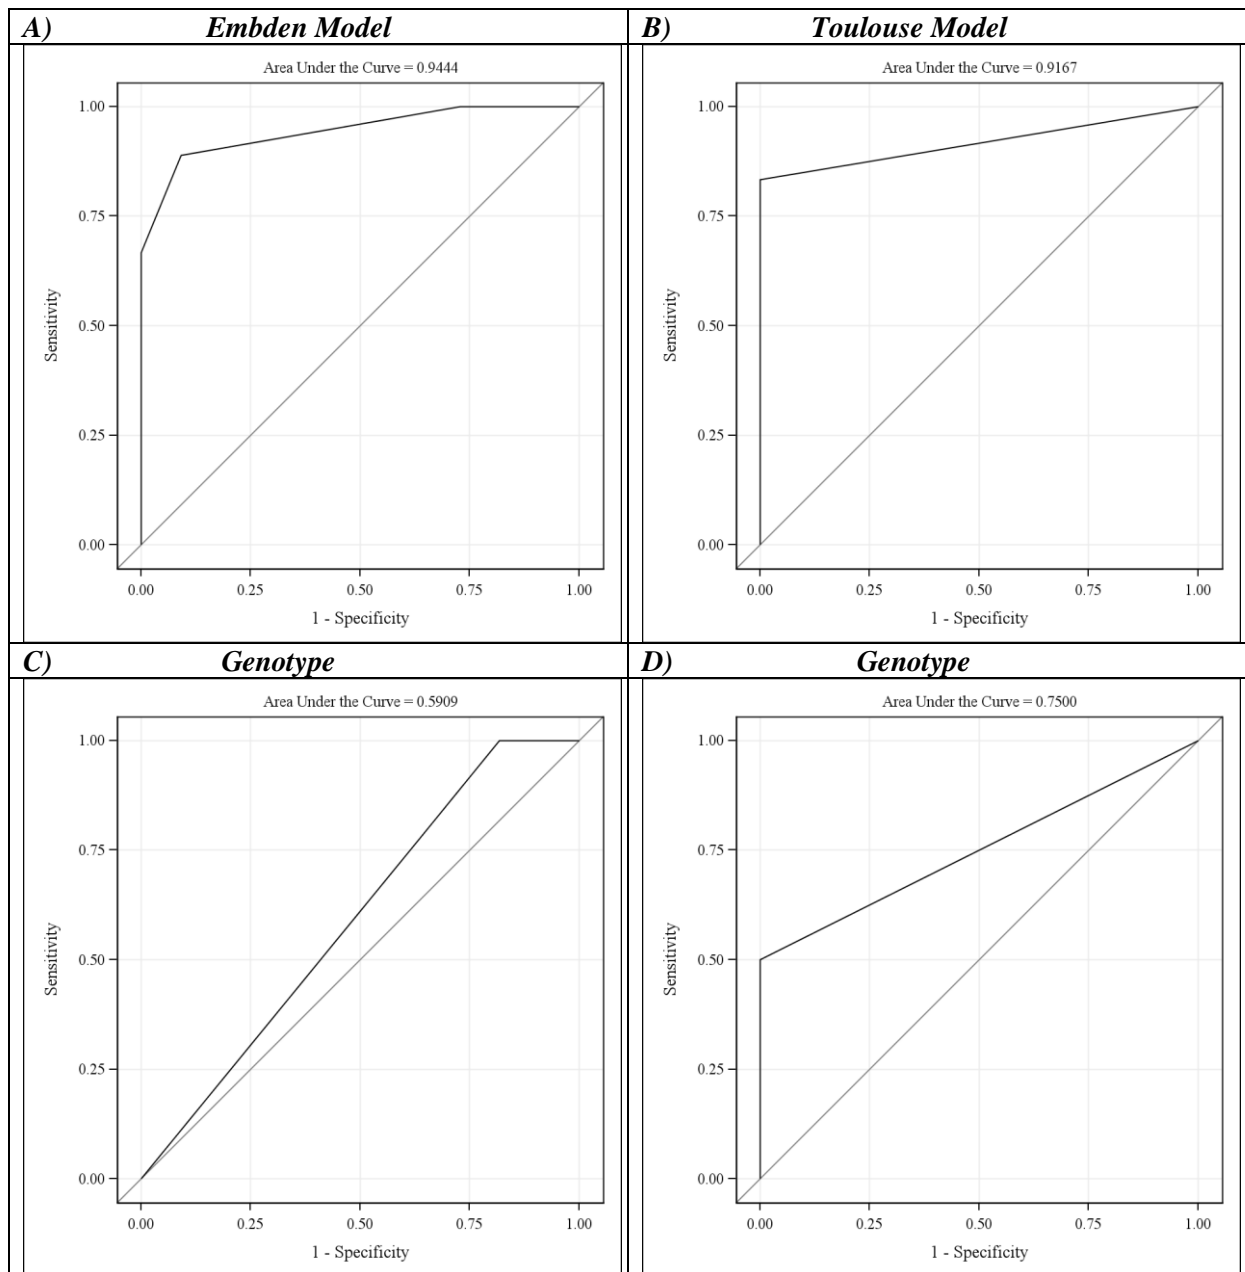 A) Embden Model
B) Toulouse Model
Area Under the Curve = 0.9444
1.00
0.75
0.50
0.25
0.00
Sensitivity
0.00 0.25 0.50 0.75 1.00
1 - Specificity
Area Under the Curve = 0.9167
1.00
0.75
0.50
0.25
0.00
Sensitivity
0.00 0.25 0.50 0.75 1.00
1 - Specificity
C) Genotype
D) Genotype
Area Under the Curve = 0.5909
1.00
0.75
0.50
0.25
0.00
Sensitivity
0.00 0.25 0.50 0.75 1.00
1 - Specificity
Area Under the Curve = 0.7500
1.00
0.75
0.50
0.25
0.00
Sensitivity
0.00 0.25 0.50 0.75 1.00
1 - Specificity